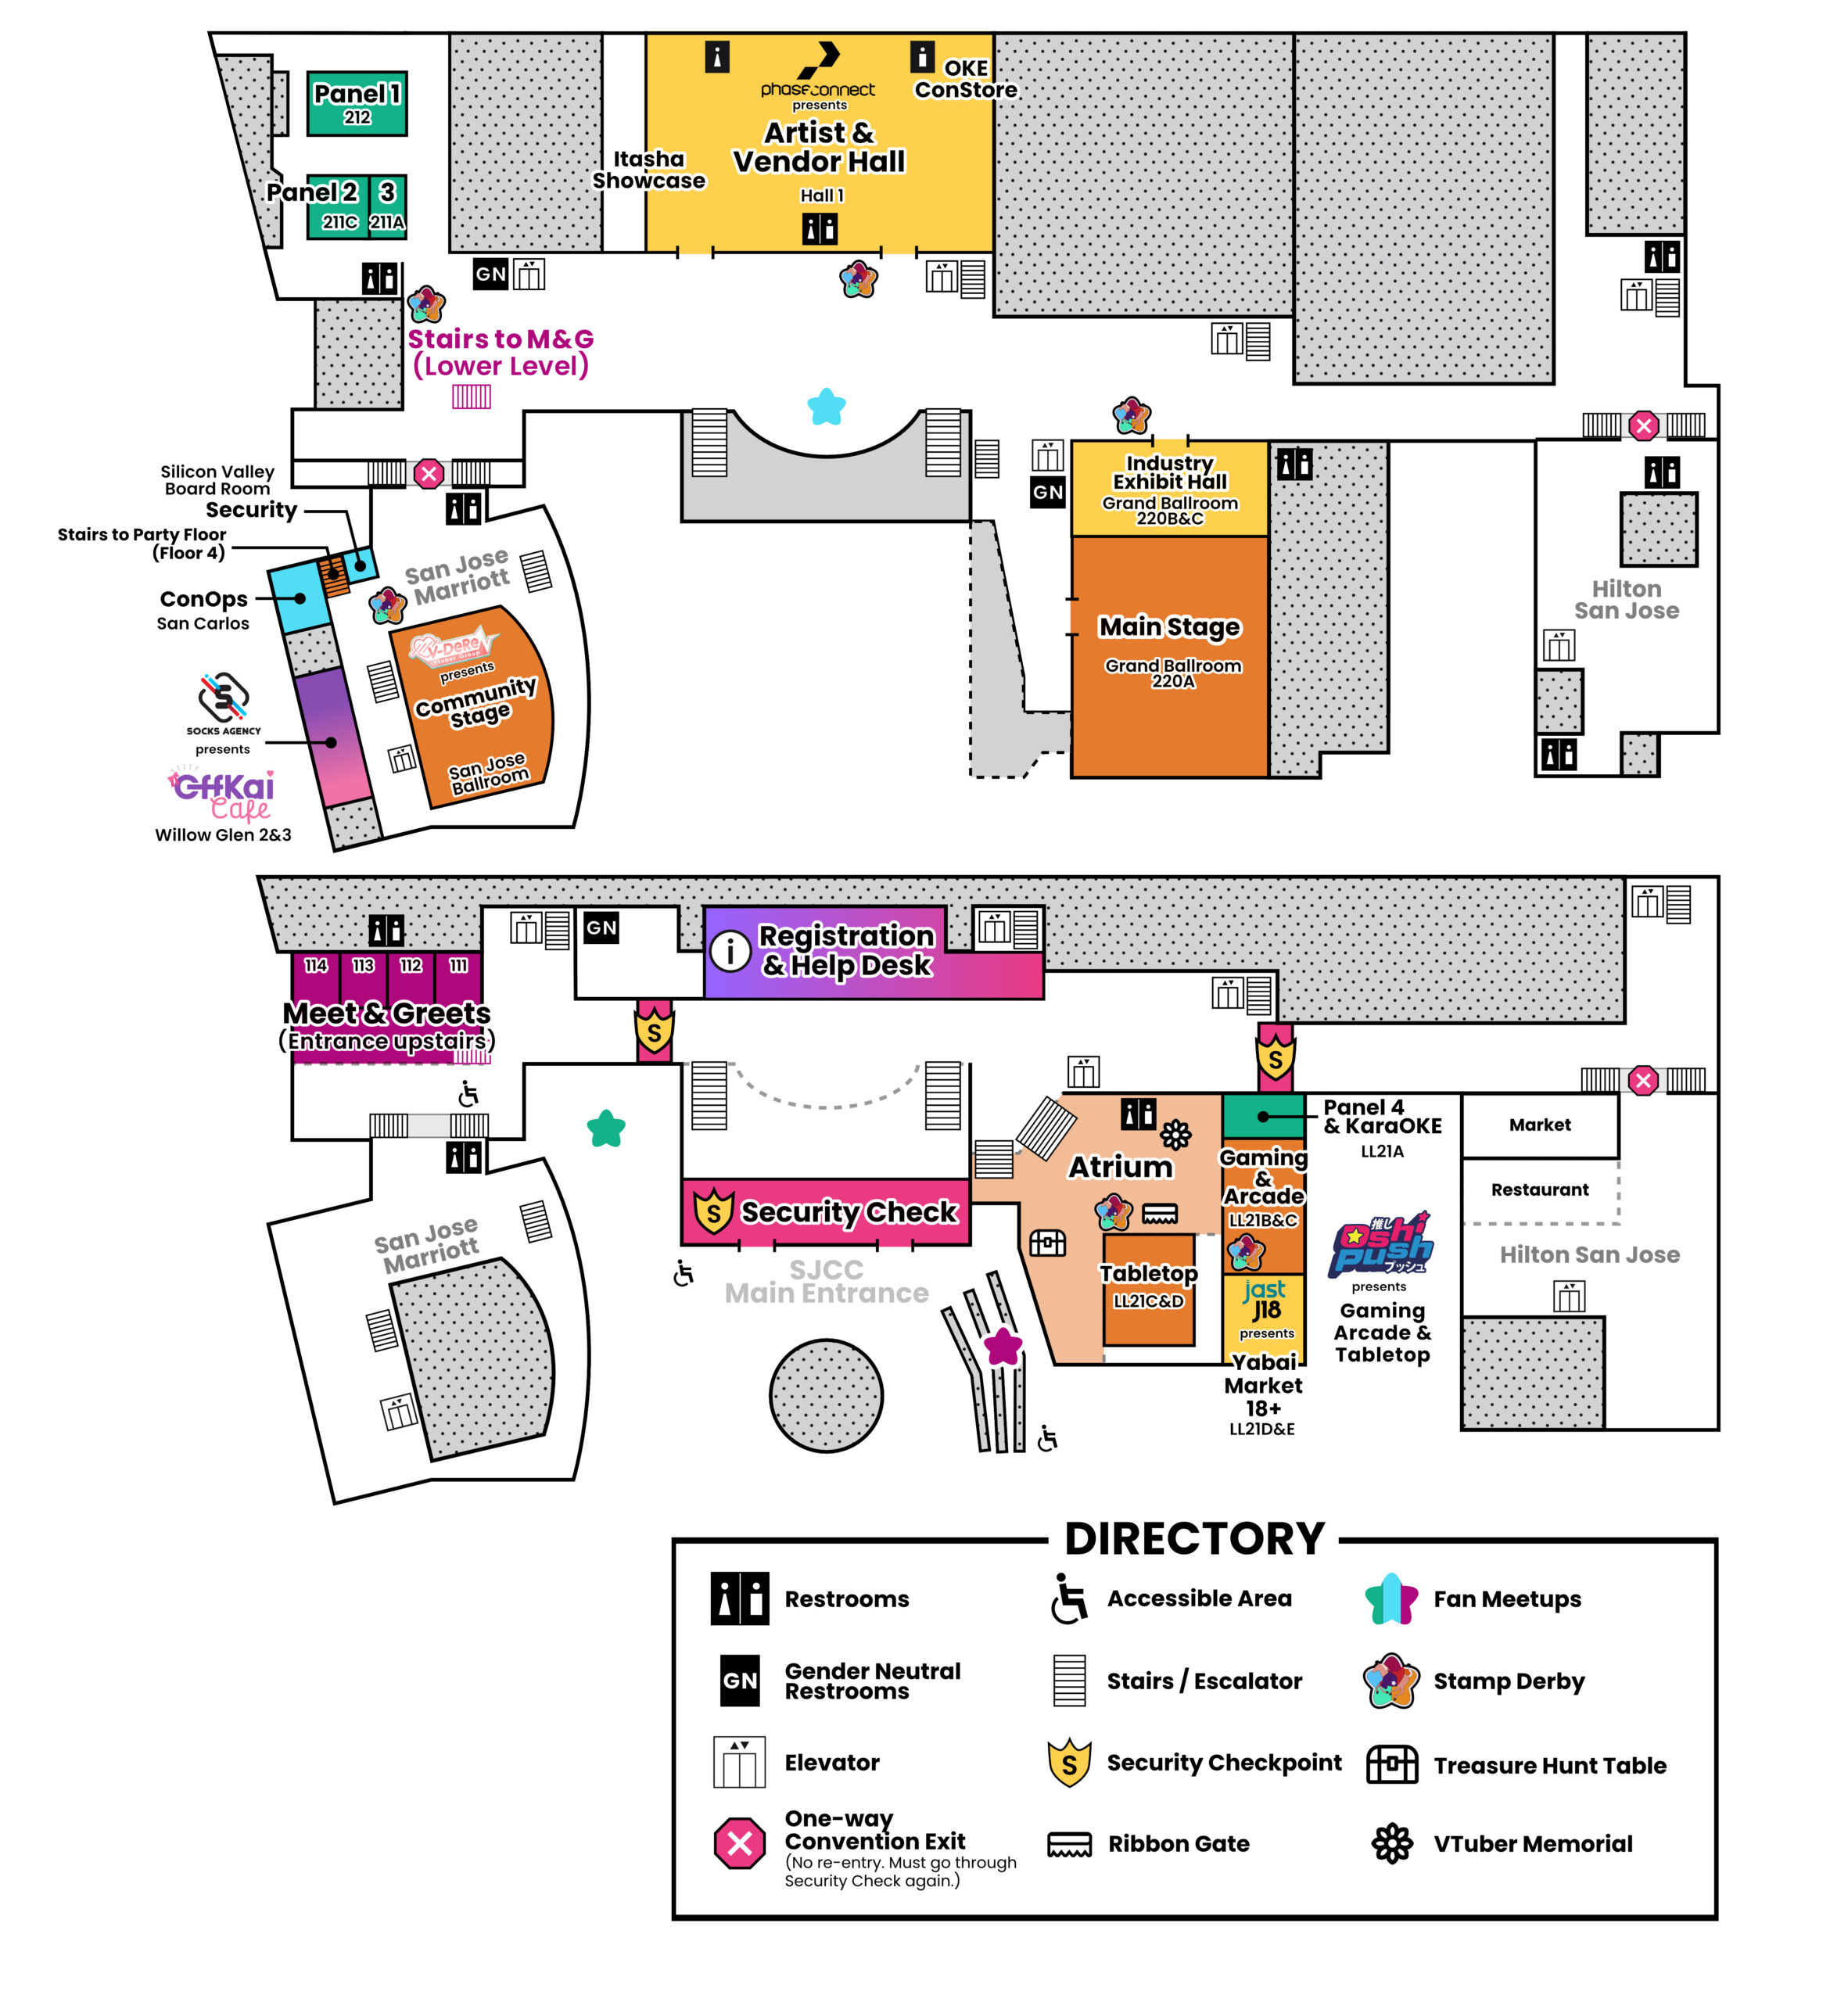 Panel 1
212
Panel 2
3
211C
211A
phaseconnect
presents
OKE
ConStore
Artist &
Vendor Hall
Hall 1
Itasha
Showcase
GN
Stairs to M&G
(Lower Level)
Silicon Valley
Board Room
Security
Stairs to Party Floor
(Floor 4)
ConOps
San Carlos
San Jose
Marriott
V-DeRe
presents
Community
Stage
San Jose
Ballroom
SOCKS AGENCY
presents
GffKai
Cafe
Willow Glen 2&3
GN
Industry
Exhibit Hall
Grand Ballroom
220B&C
Main Stage
Grand Ballroom
220A
Hilton
San Jose
114
113
112
111
Meet & Greets
(Entrance upstairs)
GN
i
Registration
& Help Desk
S
S
S
Security Check
SJCC
Main Entrance
San Jose
Marriott
Atrium
Tabletop
LL21C&D
Panel 4
& KaraOKE
LL21A
Gaming
&
Arcade
LL21B&C
jast
J18
presents
Yabai
Market
18+
LL21D&E
推し
Oshi
push
プッシュ
presents
Gaming
Arcade &
Tabletop
Market
Restaurant
Hilton San Jose
DIRECTORY
Restrooms
Accessible Area
Fan Meetups
GN
Gender Neutral
Restrooms
Stairs / Escalator
Stamp Derby
Elevator
S
Security Checkpoint
Treasure Hunt Table
One-way
Convention Exit
(No re-entry. Must go through
Security Check again.)
Ribbon Gate
VTuber Memorial